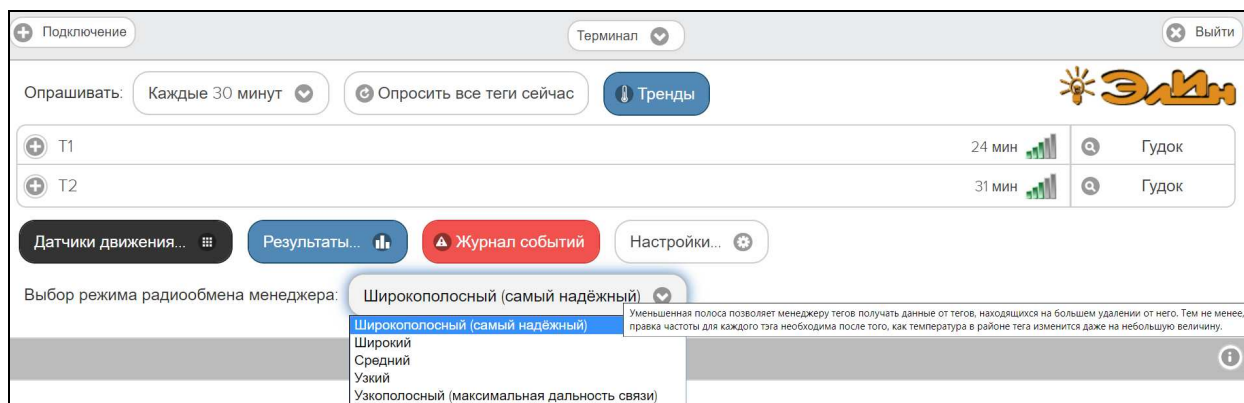 Подключение
Терминал
Выйти
Опрашивать: Каждые 30 минут Опросить все теги сейчас Тренды
ЭлИн
T1 24 мин Гудок
T2 31 мин Гудок
Датчики движения... Результаты... Журнал событий Настройки...
Выбор режима радиообмена менеджера: Широкополосный (самый надёжный)
Уменьшенная полоса позволяет менеджеру тегов получать данные от тегов, находящихся на большем удалении от него. Тем не менее,
правка частоты для каждого тэга необходима после того, как температура в районе тега изменится даже на небольшую величину.
Широкополосный (самый надёжный)
Широкий
Средний
Узкий
Узкополосный (максимальная дальность связи)